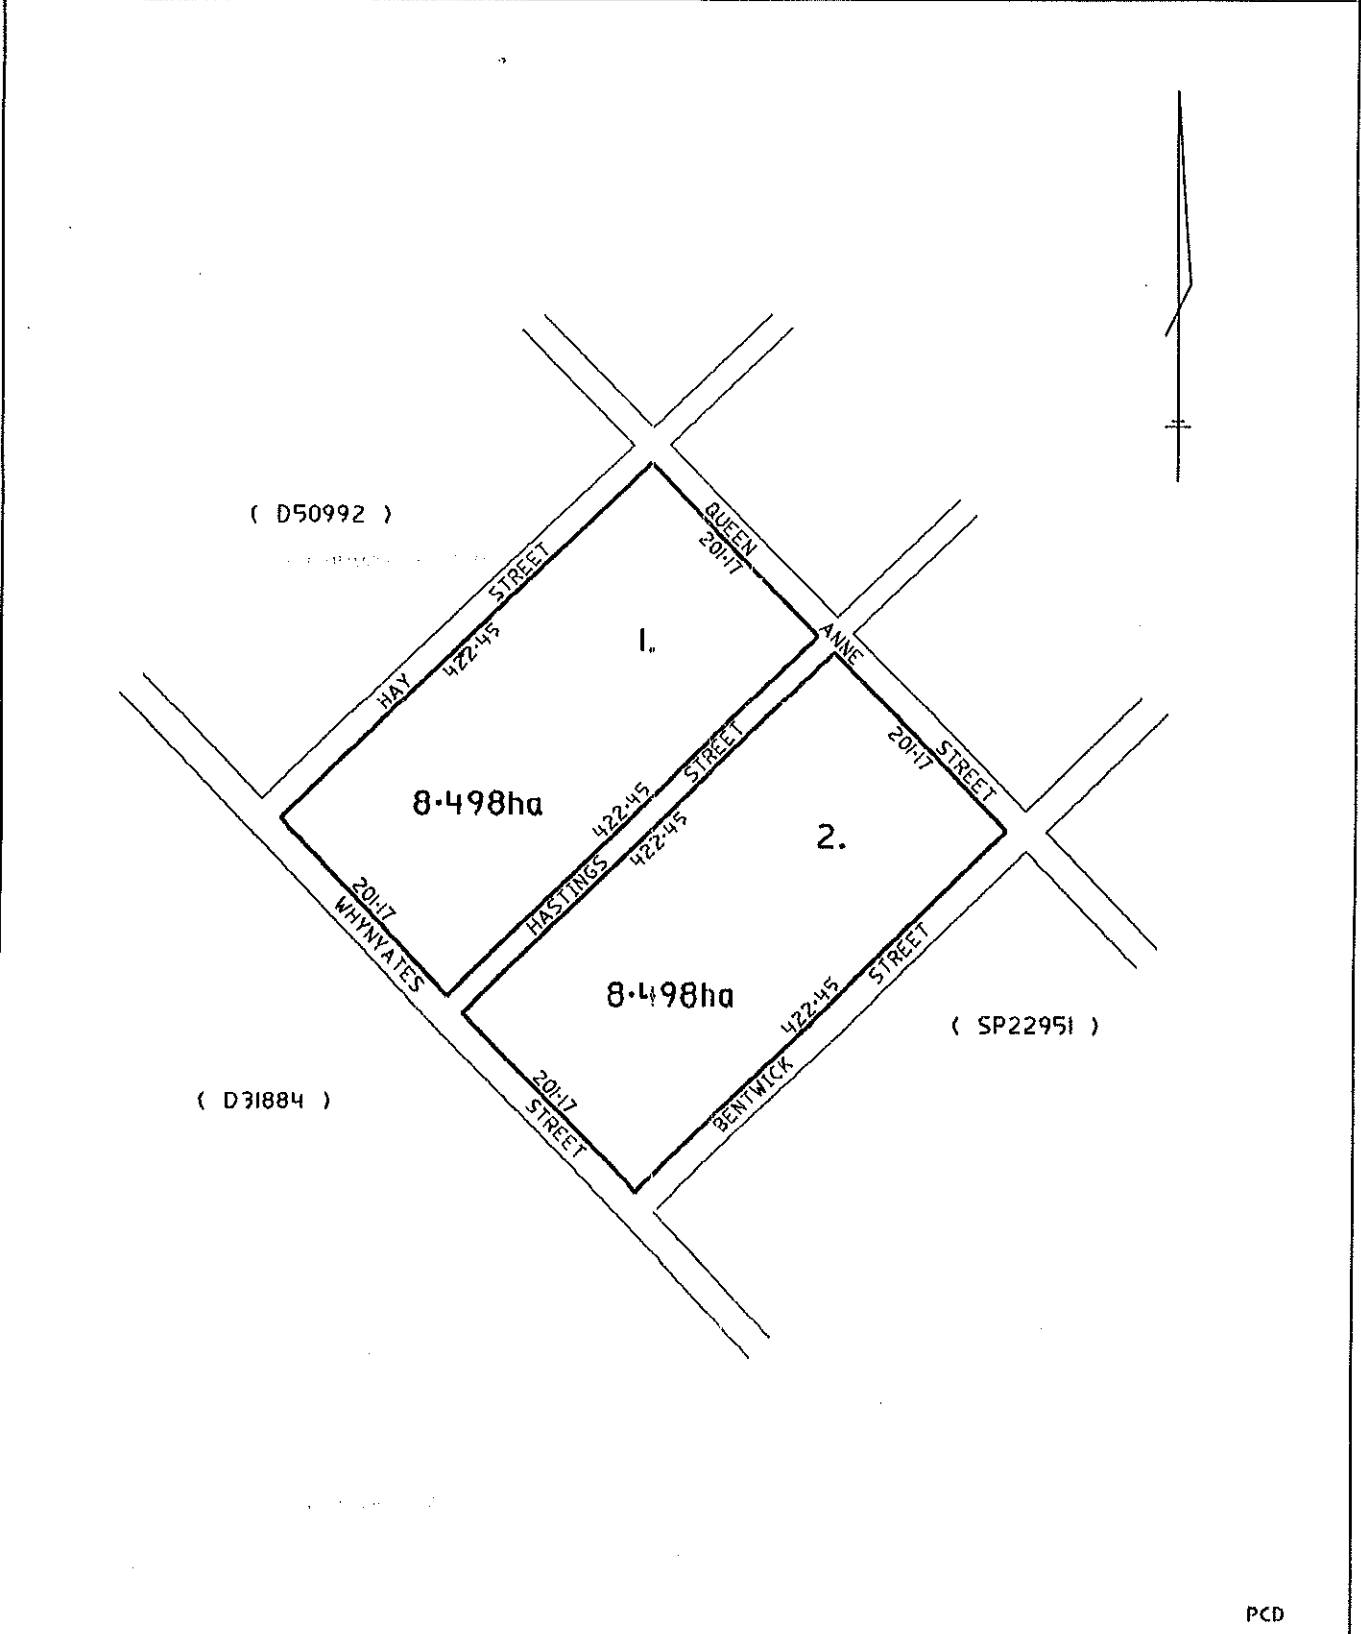 ( D50992 )
HAY STREET
422·45
QUEEN ANNE STREET
201·17
1.
8·498ha
422·45
201·17
HASTINGS STREET
422·45
201·17
2.
8·498ha
WHYNYATES STREET
201·17
422·45
BENTWICK STREET
( SP22951 )
( D31884 )
PCD